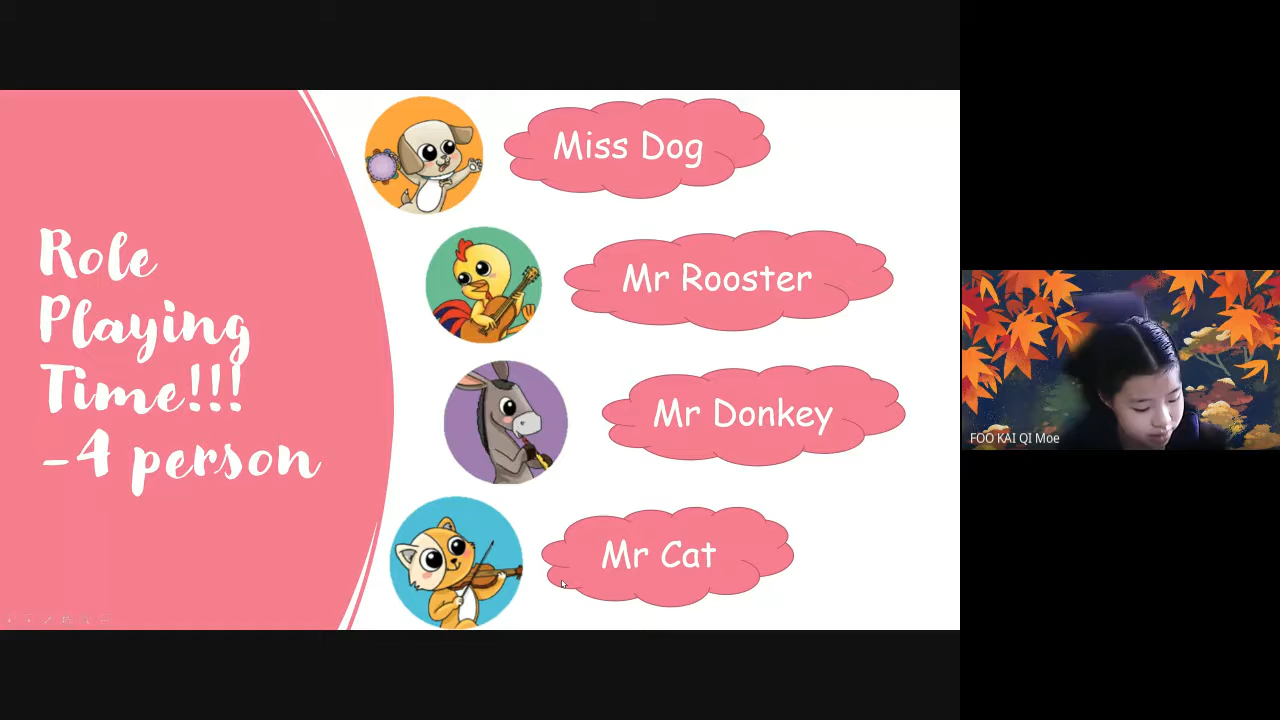 Role
Playing
Time!!!
-4 person
Miss Dog
Mr Rooster
Mr Donkey
Mr Cat
FOO KAI QI Moe